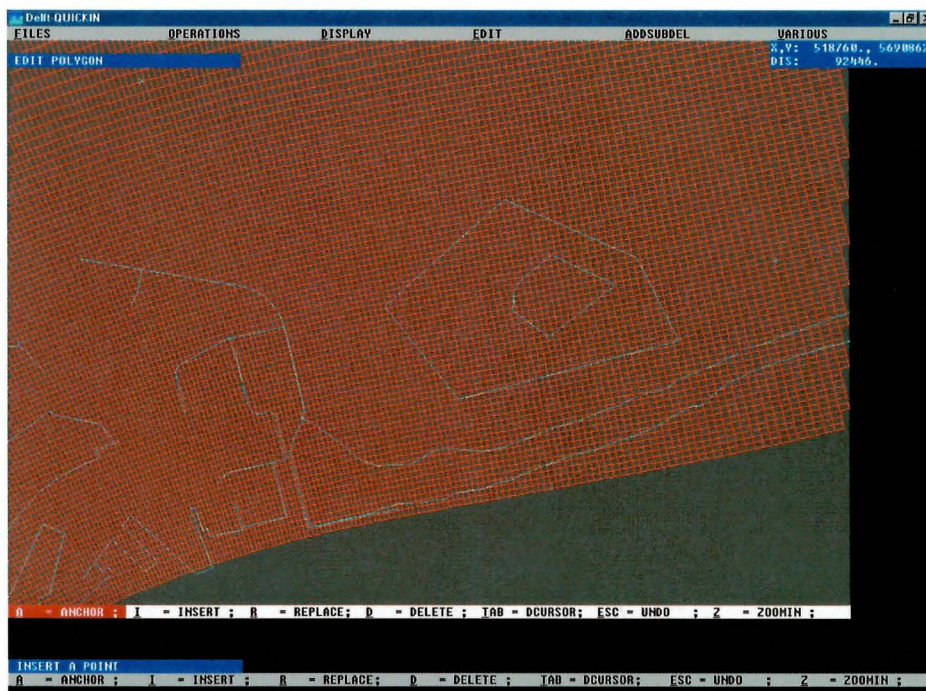 Delft-QUICKIN
FILES OPERATIONS DISPLAY EDIT ADDSUBDEL VARIOUS
EDIT POLYGON
X,Y: 518760., 5690862
DIS: 92446.
A = ANCHOR ; I = INSERT ; R = REPLACE; D = DELETE ; TAB = DCURSOR; ESC = UNDO ; Z = ZOOMIN ;
INSERT A POINT
A = ANCHOR ; I = INSERT ; R = REPLACE; D = DELETE ; TAB = DCURSOR; ESC = UNDO ; Z = ZOOMIN ;